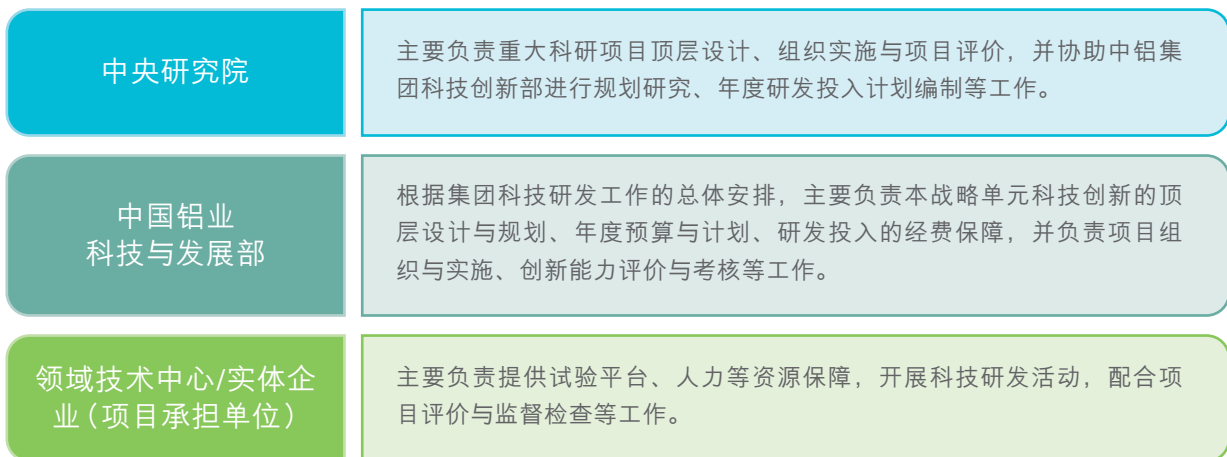 中央研究院
主要负责重大科研项目顶层设计、组织实施与项目评价，并协助中铝集
团科技创新部进行规划研究、年度研发投入计划编制等工作。
中国铝业
科技与发展部
根据集团科技研发工作的总体安排，主要负责本战略单元科技创新的顶
层设计与规划、年度预算与计划、研发投入的经费保障，并负责项目组
织与实施、创新能力评价与考核等工作。
领域技术中心/实体企
业（项目承担单位）
主要负责提供试验平台、人力等资源保障，开展科技研发活动，配合项
目评价与监督检查等工作。